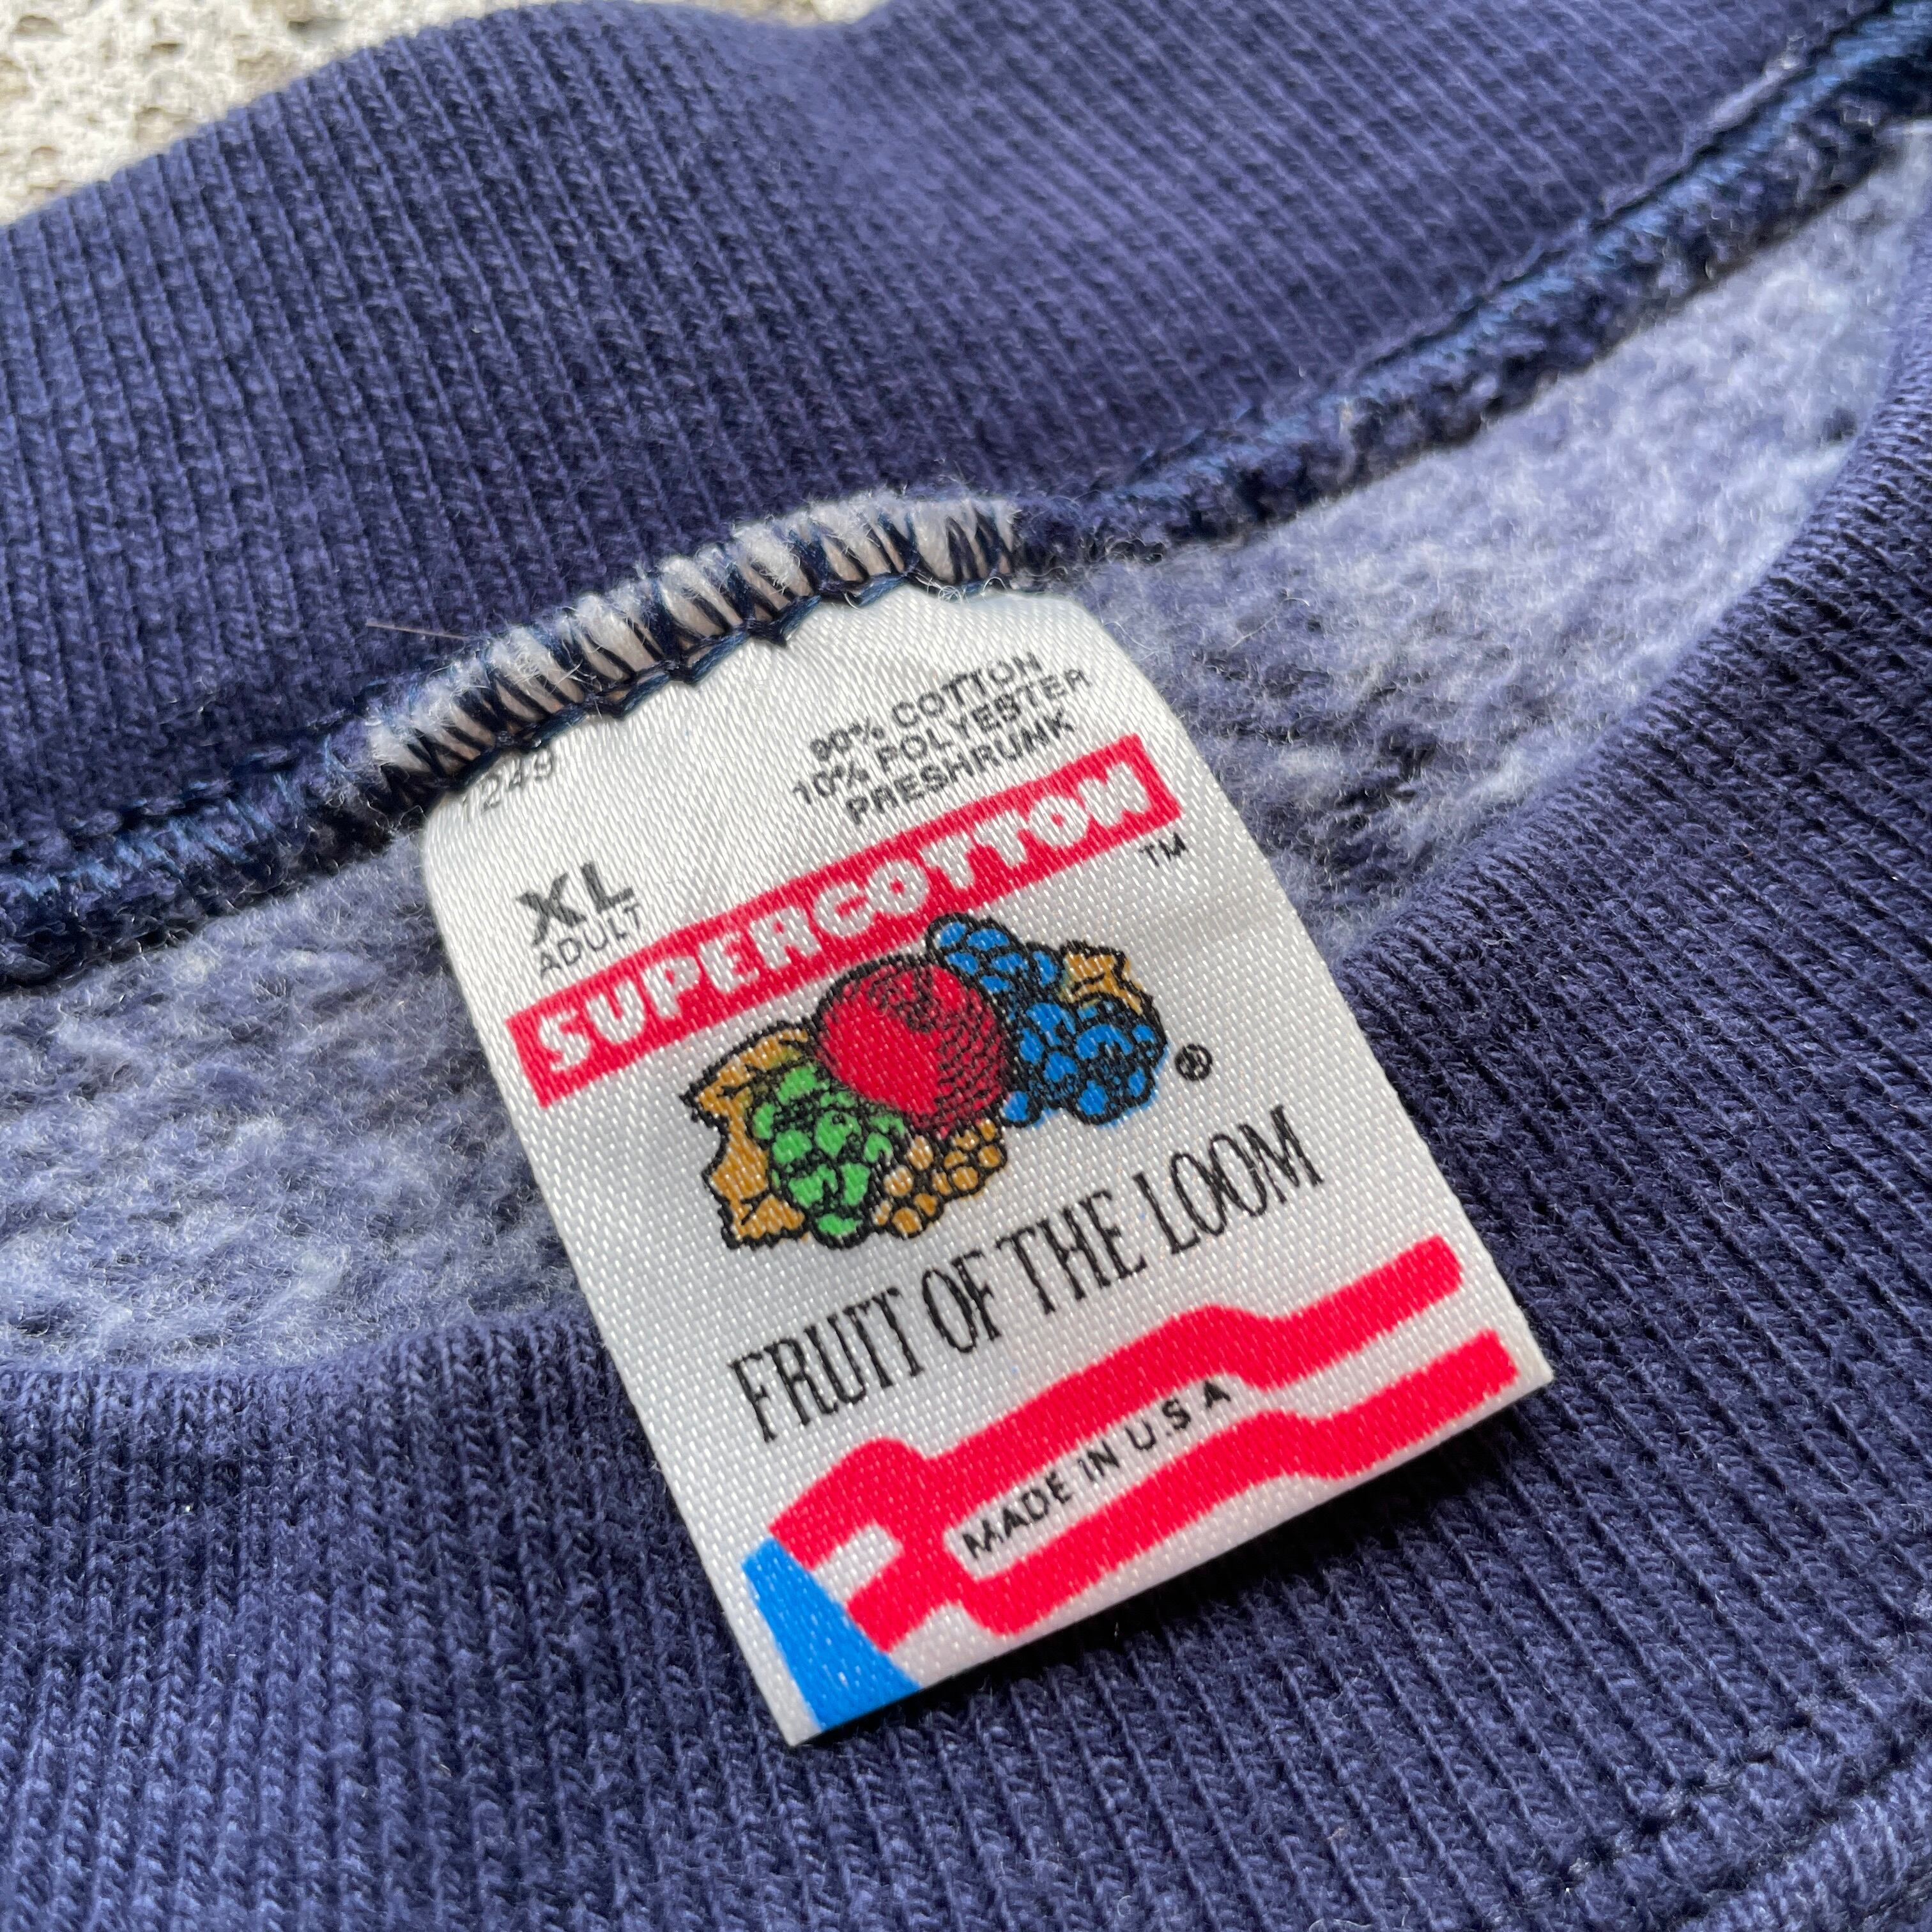 90% COTTON
10% POLYESTER
PRESHRUNK
XL
ADULT
SUPERCOTTON
TM
®
FRUIT OF THE LOOM
MADE IN U.S.A